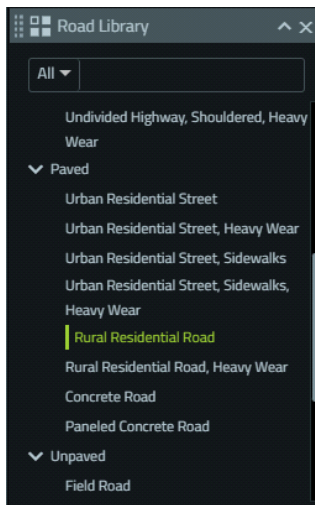 Road Library
All
Undivided Highway, Shouldered, Heavy
Wear
Paved
Urban Residential Street
Urban Residential Street, Heavy Wear
Urban Residential Street, Sidewalks
Urban Residential Street, Sidewalks,
Heavy Wear
Rural Residential Road
Rural Residential Road, Heavy Wear
Concrete Road
Paneled Concrete Road
Unpaved
Field Road